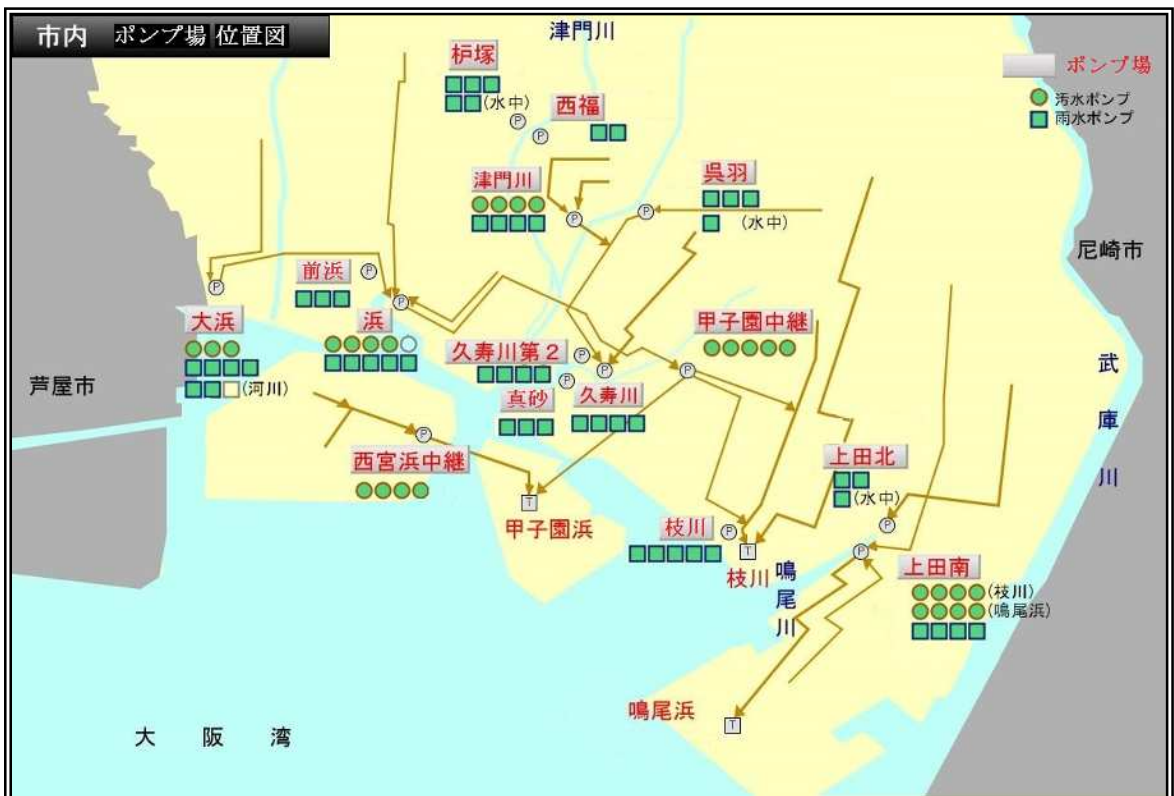 市内 ポンプ場 位置図
津門川
ポンプ場
汚水ポンプ
雨水ポンプ
枦塚
(水中)
P
P
西福
津門川
P
呉羽
P
(水中)
尼崎市
前浜
P
P
P
大浜
(河川)
浜
久寿川第2
P
P
P
真砂
久寿川
甲子園中継
P
芦屋市
武庫川
西宮浜中継
P
T
甲子園浜
上田北
(水中)
P
枝川
P
T
枝川
鳴尾川
P
上田南
(枝川)
(鳴尾浜)
鳴尾浜
T
大阪湾